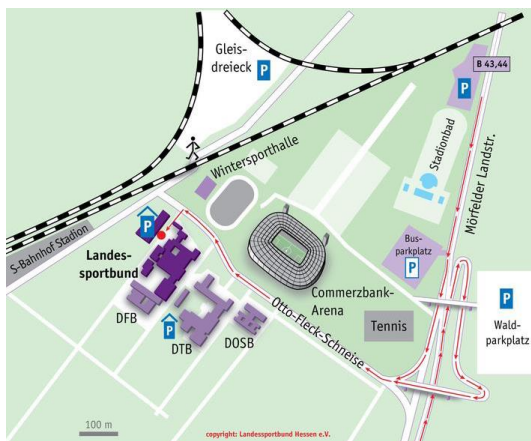 Gleis-
dreieck
P
B 43,44
P
Mörfelder Landstr.
Stadionbad
Wintersporthalle
P
S-Bahnhof Stadion
Landes-
sportbund
Bus-
parkplatz
P
Commerzbank-
Arena
P
Wald-
parkplatz
Tennis
Otto-Fleck-Schneise
DFB
P
DTB
DOSB
100 m
copyright: Landessportbund Hessen e.V.